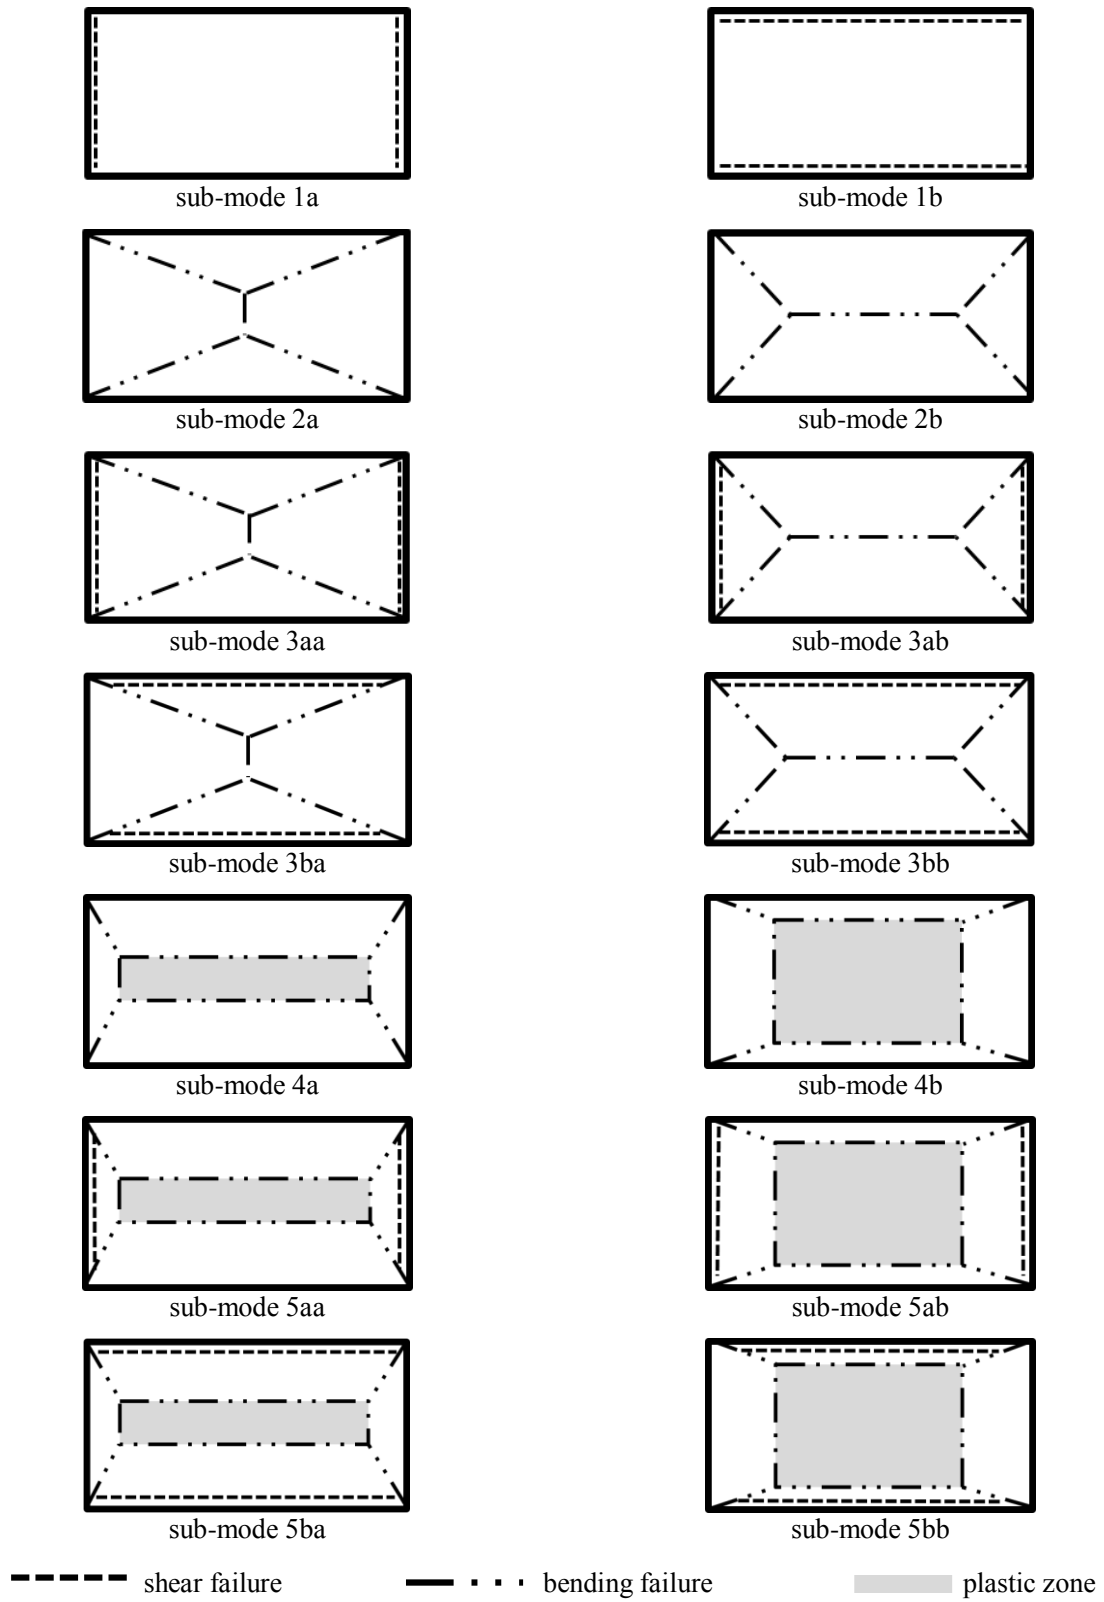 sub-mode 1a
sub-mode 1b
sub-mode 2a
sub-mode 2b
sub-mode 3aa
sub-mode 3ab
sub-mode 3ba
sub-mode 3bb
sub-mode 4a
sub-mode 4b
sub-mode 5aa
sub-mode 5ab
sub-mode 5ba
sub-mode 5bb
shear failure
bending failure
plastic zone